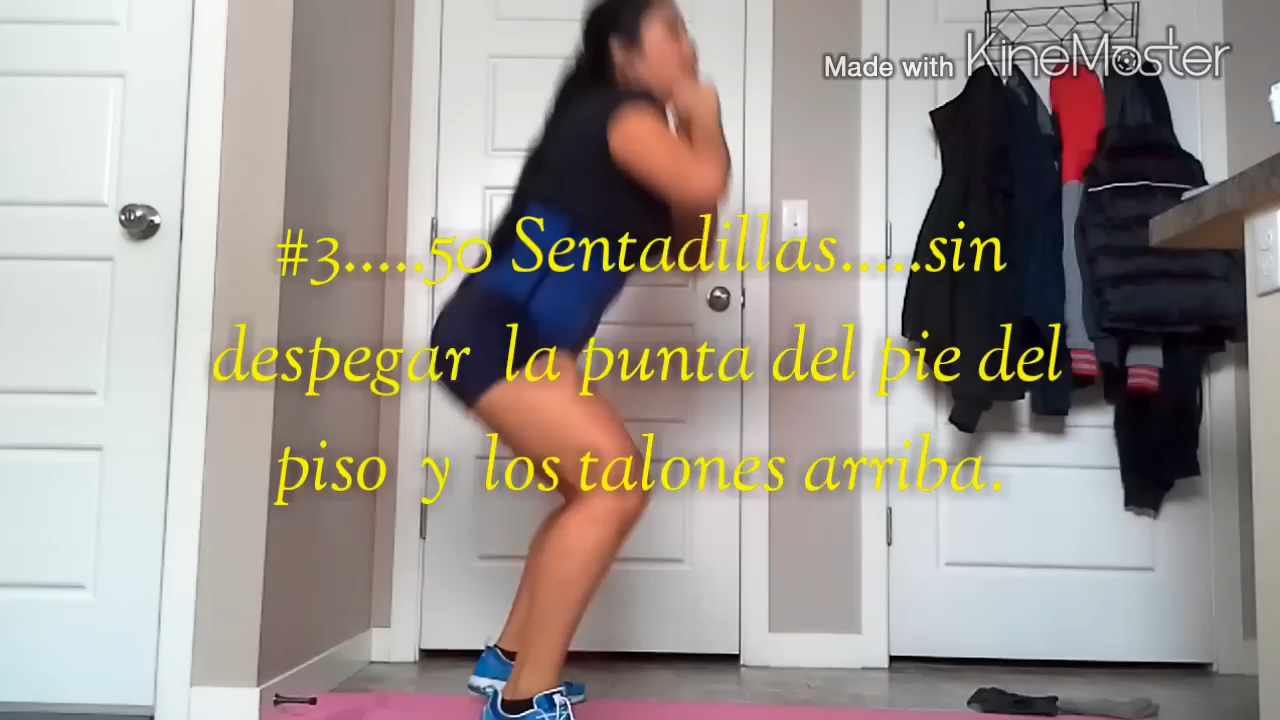 Made with KineMaster
#3.....50 Sentadillas.....sin
despegar la punta del pie del
piso y los talones arriba.